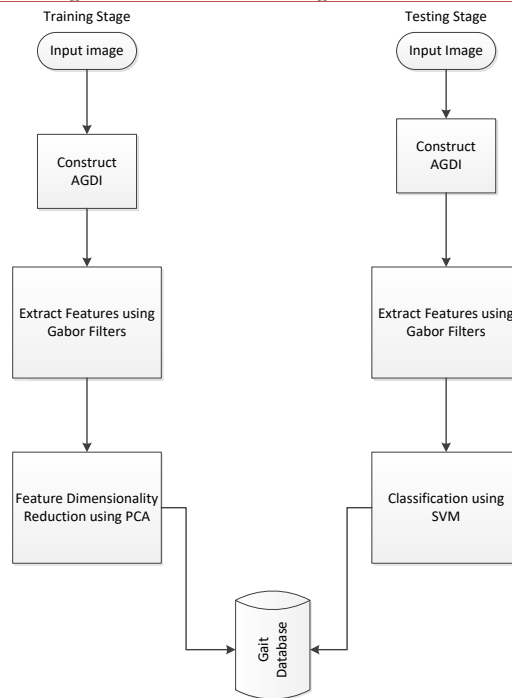 Training Stage
Input image
Construct
AGDI
Extract Features using
Gabor Filters
Feature Dimensionality
Reduction using PCA
Testing Stage
Input Image
Construct
AGDI
Extract Features using
Gabor Filters
Classification using
SVM
Gait
Database